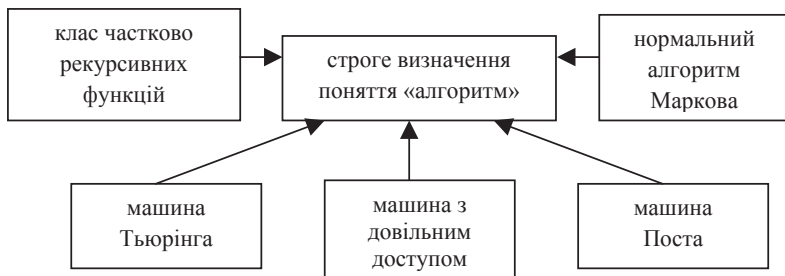 клас частково
рекурсивних
функцій
строге визначення
поняття «алгоритм»
нормальний
алгоритм
Маркова
машина
Тьюрінга
машина з
довільним
доступом
машина
Поста